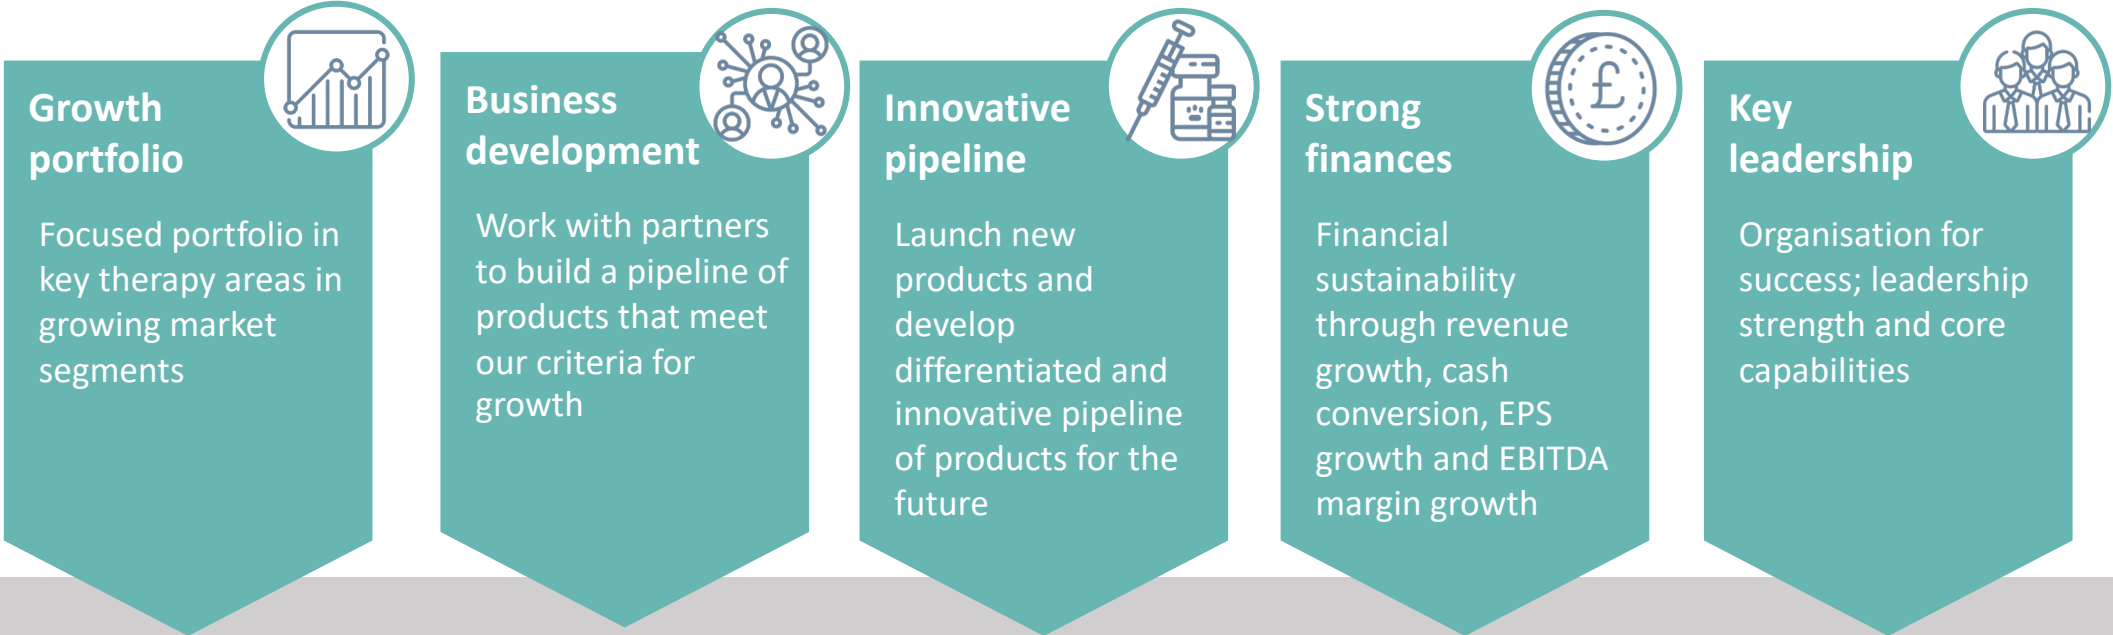 Growth
portfolio
Focused portfolio in
key therapy areas in
growing market
segments
Business
development
Work with partners
to build a pipeline of
products that meet
our criteria for
growth
Innovative
pipeline
Launch new
products and
develop
differentiated and
innovative pipeline
of products for the
future
£
Strong
finances
Financial
sustainability
through revenue
growth, cash
conversion, EPS
growth and EBITDA
margin growth
Key
leadership
Organisation for
success; leadership
strength and core
capabilities